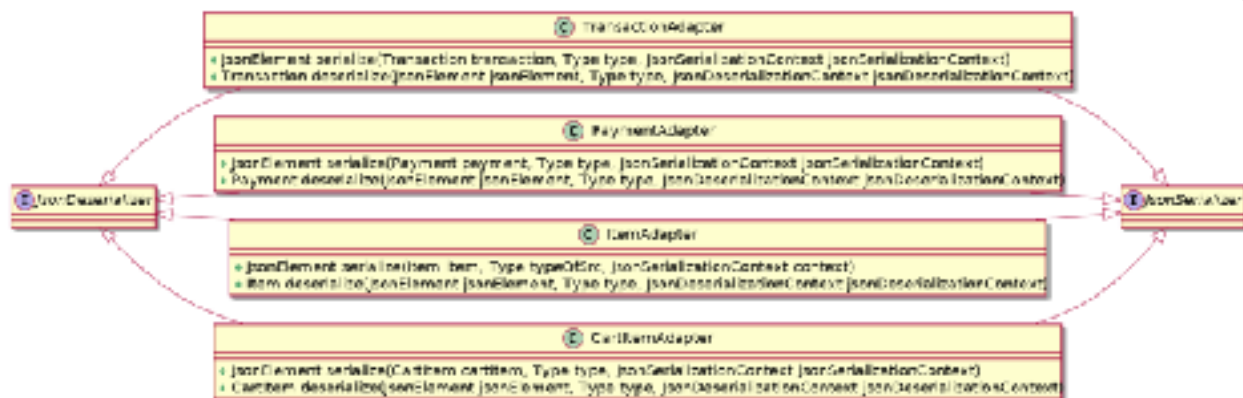 C TransactionAdapter
+ JsonElement serialize(Transaction transaction, Type type, JsonSerializationContext jsonSerializationContext)
+ Transaction deserialize(JsonElement jsonElement, Type type, JsonDeserializationContext jsonDeserializationContext)
C PaymentAdapter
+ JsonElement serialize(Payment payment, Type type, JsonSerializationContext jsonSerializationContext)
+ Payment deserialize(JsonElement jsonElement, Type type, JsonDeserializationContext jsonDeserializationContext)
I JsonDeserializer
I JsonSerializer
C ItemAdapter
+ JsonElement serialize(Item item, Type typeOfSrc, JsonSerializationContext context)
+ Item deserialize(JsonElement jsonElement, Type type, JsonDeserializationContext jsonDeserializationContext)
C CartItemAdapter
+ JsonElement serialize(CartItem cartItem, Type type, JsonSerializationContext jsonSerializationContext)
+ CartItem deserialize(JsonElement jsonElement, Type type, JsonDeserializationContext jsonDeserializationContext)